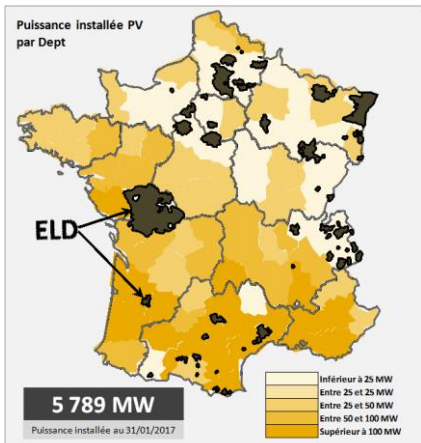 Puissance installée PV
par Dept
ELD
5 789 MW
Puissance installée au 31/01/2017
Inférieur à 25 MW
Entre 25 et 25 MW
Entre 25 et 50 MW
Entre 50 et 100 MW
Supérieur à 100 MW